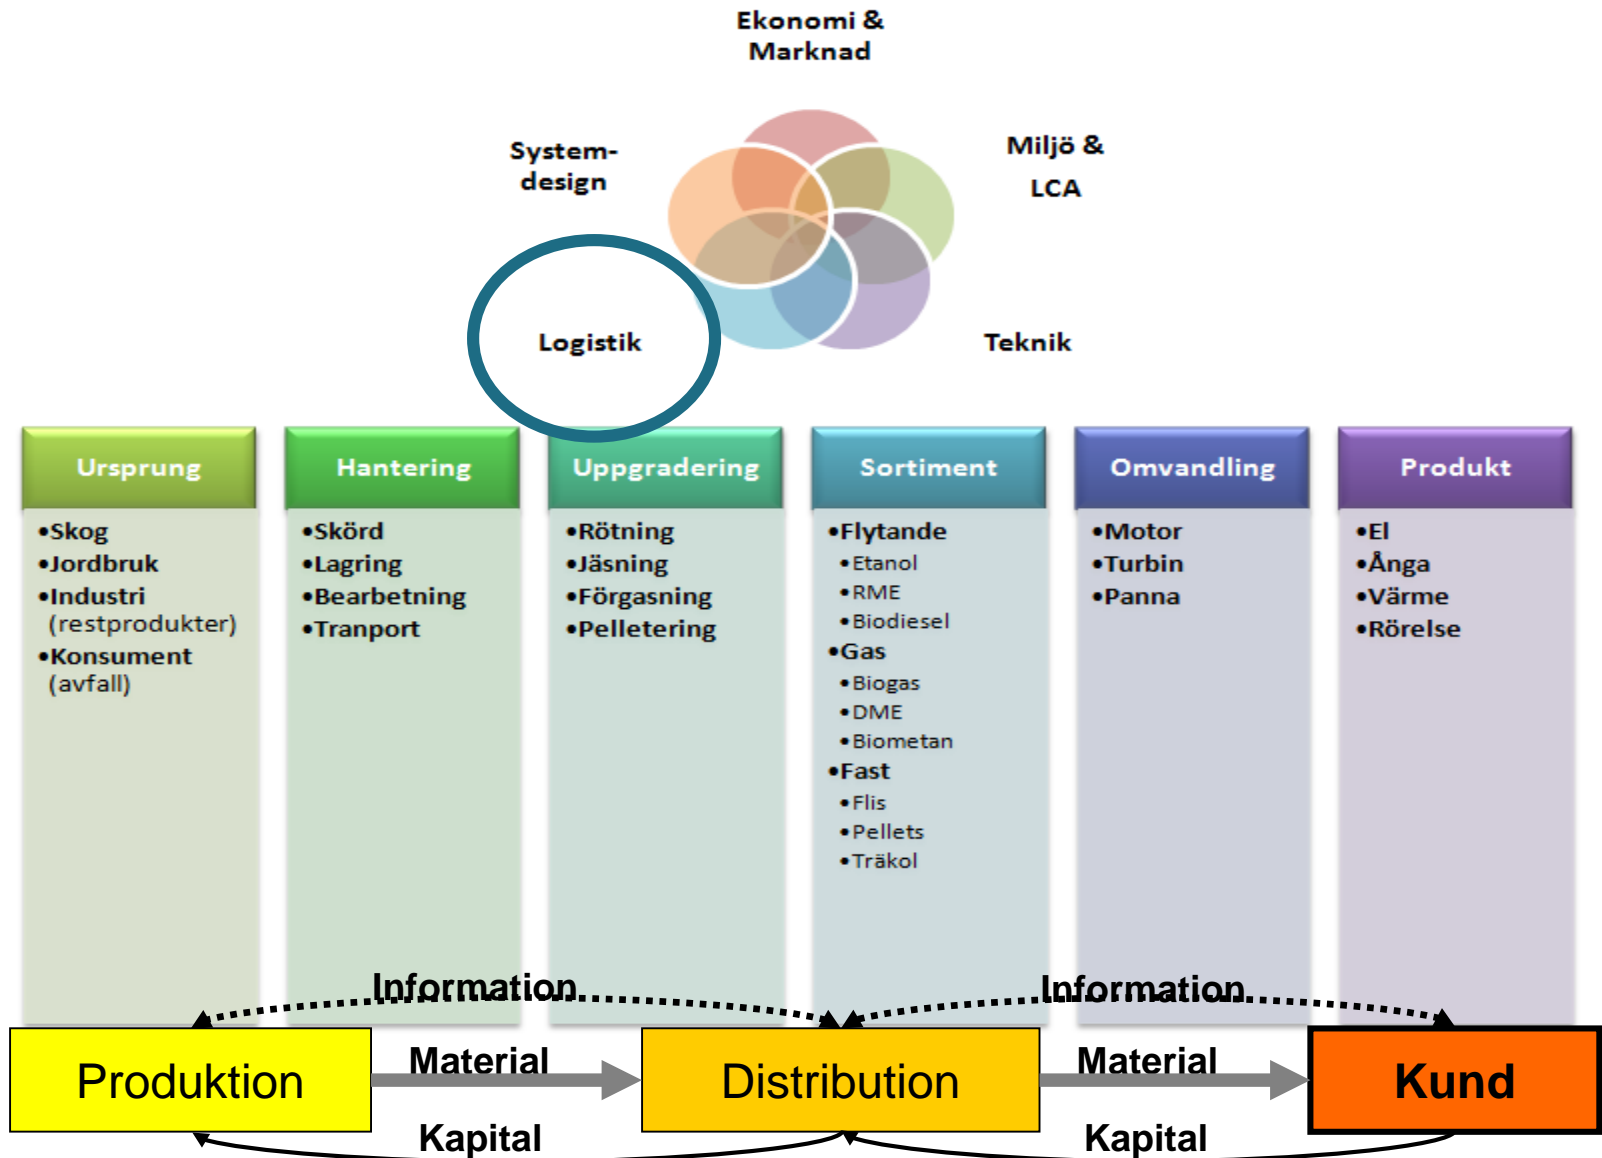 Ekonomi &
Marknad
System-
design
Miljö &
LCA
Logistik
Teknik
Ursprung
•Skog
•Jordbruk
•Industri
(restprodukter)
•Konsument
(avfall)
Hantering
•Skörd
•Lagring
•Bearbetning
•Tranport
Uppgradering
•Rötning
•Jäsning
•Förgasning
•Pelletering
Sortiment
•Flytande
•Etanol
•RME
•Biodiesel
•Gas
•Biogas
•DME
•Biometan
•Fast
•Flis
•Pellets
•Träkol
Omvandling
•Motor
•Turbin
•Panna
Produkt
•El
•Ånga
•Värme
•Rörelse
Information
Information
Produktion
Material
Distribution
Material
Kund
Kapital
Kapital